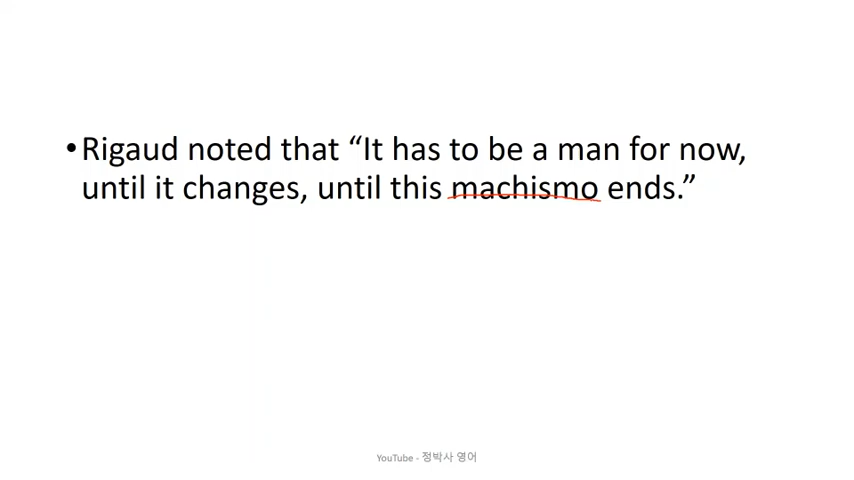 •Rigaud noted that “It has to be a man for now,
until it changes, until this machismo ends.”
YouTube - 정박사 영어